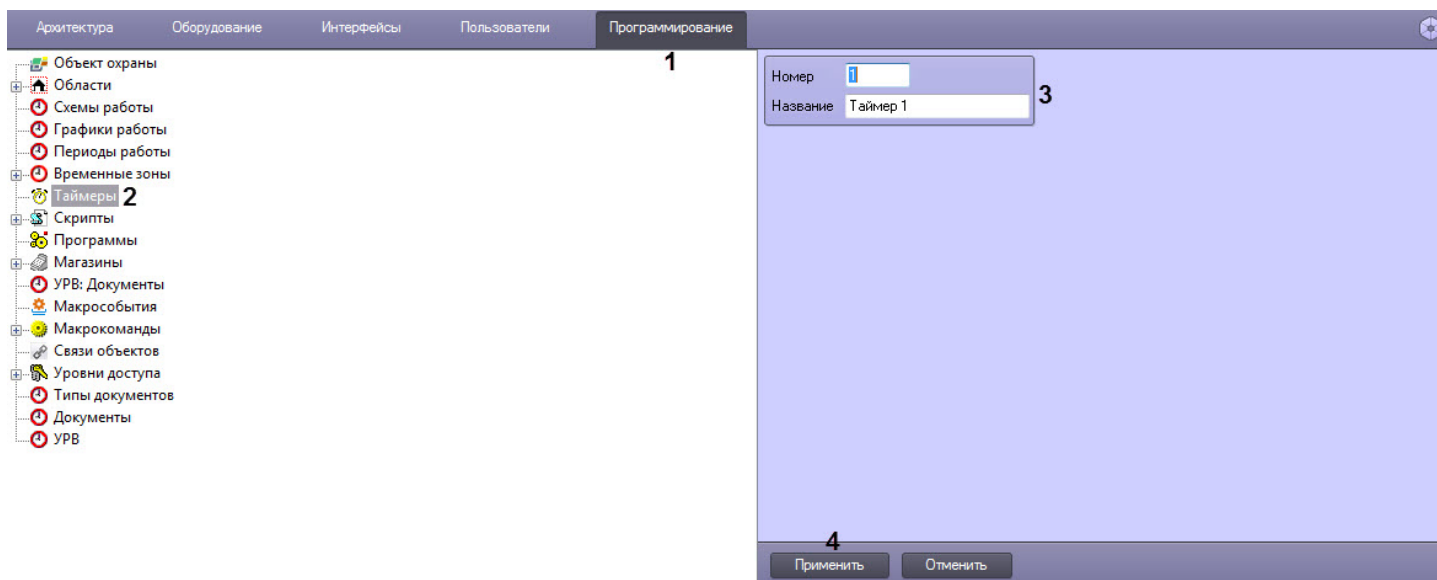 Архитектура Оборудование Интерфейсы Пользователи Программирование
1
Объект охраны
Области
Схемы работы
Графики работы
Периоды работы
Временные зоны
Таймеры 2
Скрипты
Программы
Магазины
УРВ: Документы
Макрособытия
Макрокоманды
Связи объектов
Уровни доступа
Типы документов
Документы
УРВ
Номер 1
Название Таймер 1
3
4
Применить Отменить